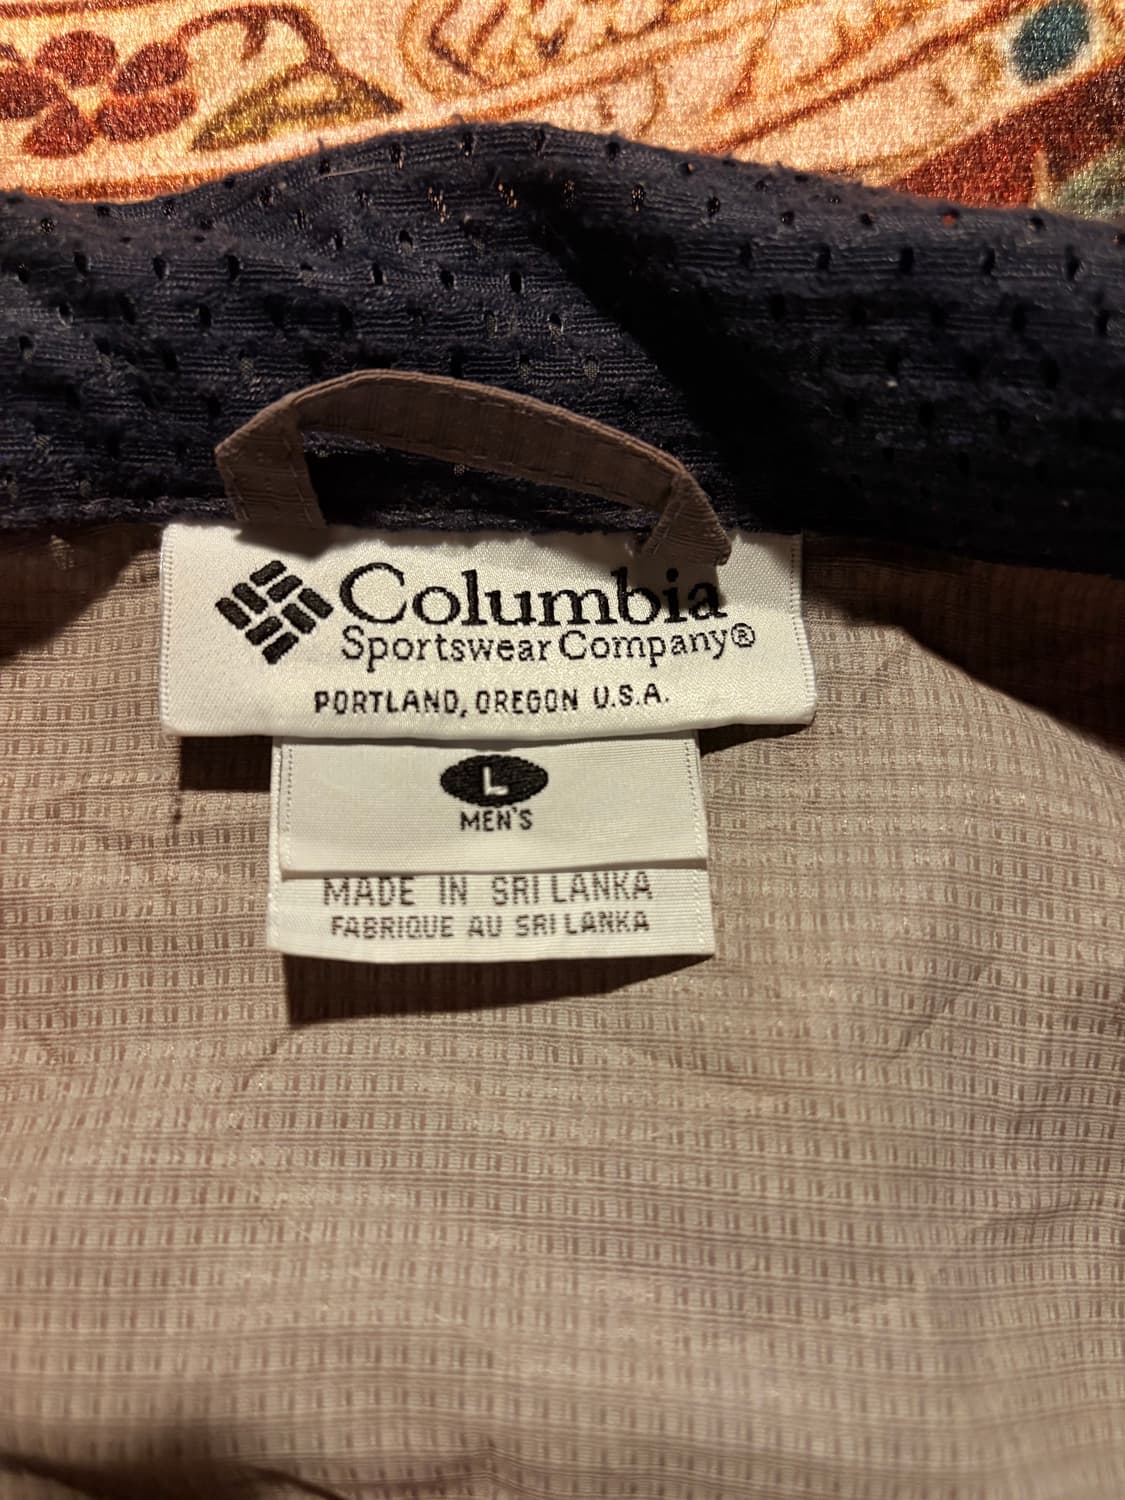 Columbia
Sportswear Company®
PORTLAND, OREGON U.S.A.
L
MEN'S
MADE IN SRI LANKA
FABRIQUE AU SRI LANKA